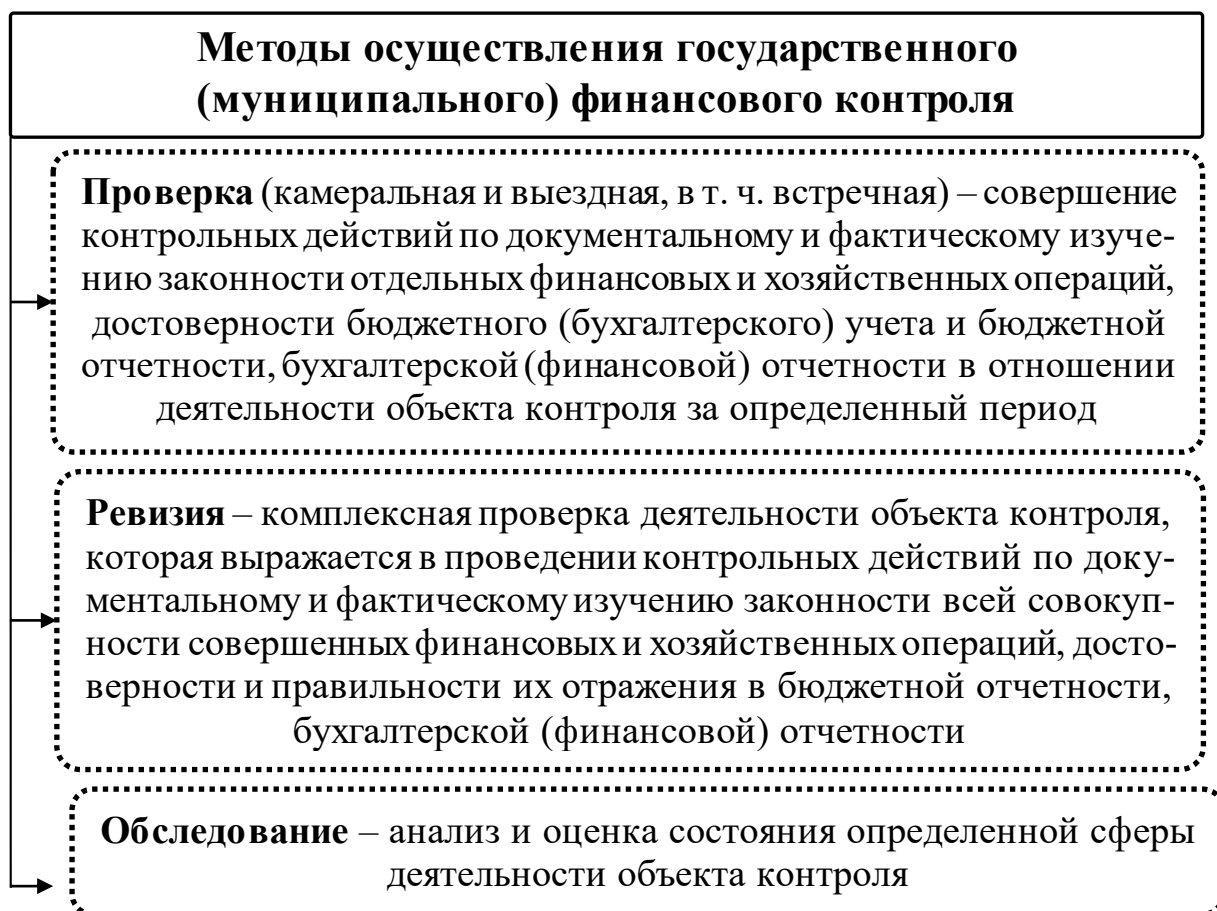 Методы осуществления государственного
(муниципального) финансового контроля
Проверка (камеральная и выездная, в т. ч. встречная) – совершение
контрольных действий по документальному и фактическому изуче-
нию законности отдельных финансовых и хозяйственных операций,
достоверности бюджетного (бухгалтерского) учета и бюджетной
отчетности, бухгалтерской (финансовой) отчетности в отношении
деятельности объекта контроля за определенный период
Ревизия – комплексная проверка деятельности объекта контроля,
которая выражается в проведении контрольных действий по доку-
ментальному и фактическому изучению законности всей совокуп-
ности совершенных финансовых и хозяйственных операций, досто-
верности и правильности их отражения в бюджетной отчетности,
бухгалтерской (финансовой) отчетности
Обследование – анализ и оценка состояния определенной сферы
деятельности объекта контроля